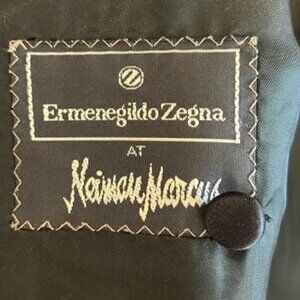 Ermenegildo Zegna
AT
Neiman Marcus